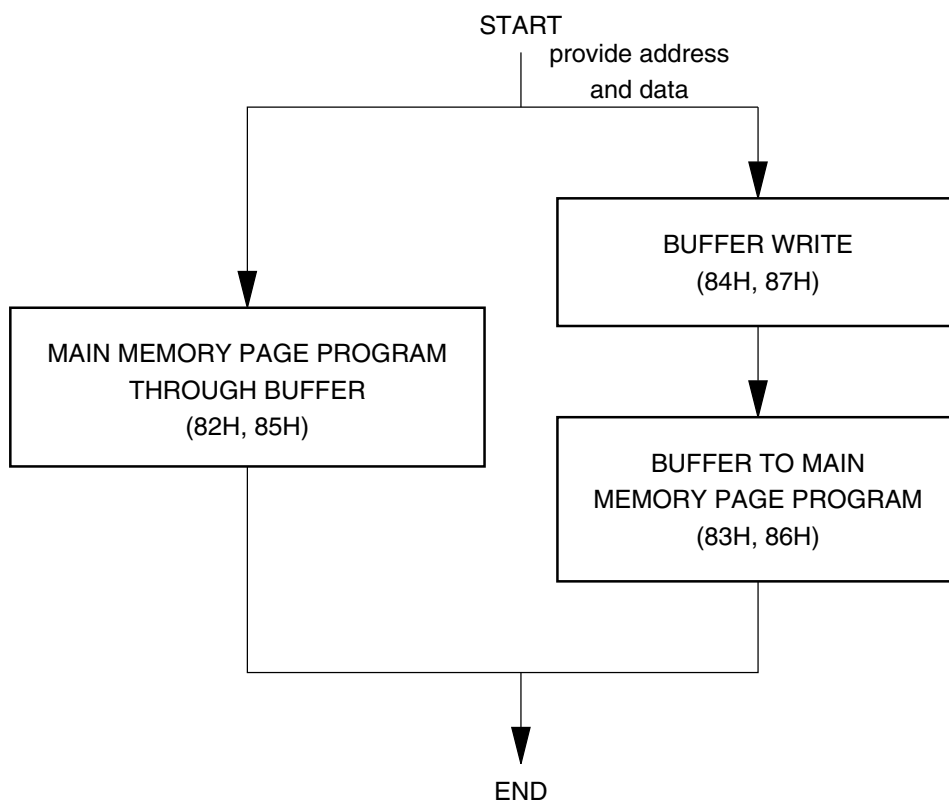 START
provide address
and data
BUFFER WRITE
(84H, 87H)
MAIN MEMORY PAGE PROGRAM
THROUGH BUFFER
(82H, 85H)
BUFFER TO MAIN
MEMORY PAGE PROGRAM
(83H, 86H)
END